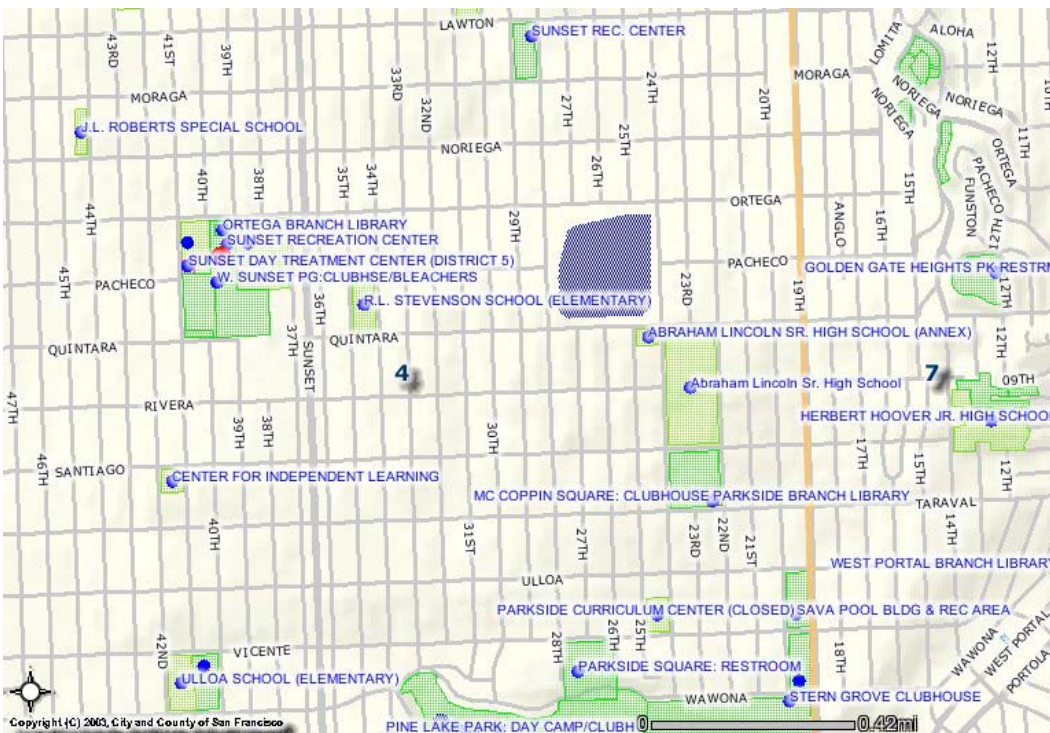 LAWTON
SUNSET REC. CENTER
LOMITA
ALOHA
43RD
41ST
39TH
33RD
32ND
27TH
24TH
20TH
12TH
MORAGA
MORAGA
NORIEGA
NORIEGA
NORIEGA
J.L. ROBERTS SPECIAL SCHOOL
25TH
11TH
NORIEGA
40TH
38TH
35TH
34TH
26TH
15TH
ORTEGA
PACHECO
FUNSTON
12TH
44TH
ORTEGA BRANCH LIBRARY
29TH
ORTEGA
ANGLO
16TH
SUNSET RECREATION CENTER
SUNSET DAY TREATMENT CENTER (DISTRICT 5)
PACHECO
GOLDEN GATE HEIGHTS PK RESTRM
45TH
PACHECO
W. SUNSET PG:CLUBHSE/BLEACHERS
36TH
R.L. STEVENSON SCHOOL (ELEMENTARY)
23RD
19TH
12TH
QUINTARA
37TH
SUNSET
QUINTARA
ABRAHAM LINCOLN SR. HIGH SCHOOL (ANNEX)
12TH
4
Abraham Lincoln Sr. High School
7
09TH
47TH
RIVERA
HERBERT HOOVER JR. HIGH SCHOOL
39TH
38TH
30TH
17TH
15TH
12TH
46TH
SANTIAGO
CENTER FOR INDEPENDENT LEARNING
MC COPPIN SQUARE: CLUBHOUSE
PARKSIDE BRANCH LIBRARY
TARAVAL
40TH
31ST
27TH
23RD
22ND
21ST
14TH
ULLOA
WEST PORTAL BRANCH LIBRARY
PARKSIDE CURRICULUM CENTER (CLOSED)
SAVA POOL BLDG & REC AREA
42ND
VICENTE
28TH
26TH
25TH
18TH
WAWONA
WEST PORTAL
PORTOLA
ULLOA SCHOOL (ELEMENTARY)
PARKSIDE SQUARE: RESTROOM
WAWONA
STERN GROVE CLUBHOUSE
Copyright (C) 2003, City and County of San Francisco
PINE LAKE PARK: DAY CAMP/CLUBH
0
0.42mi